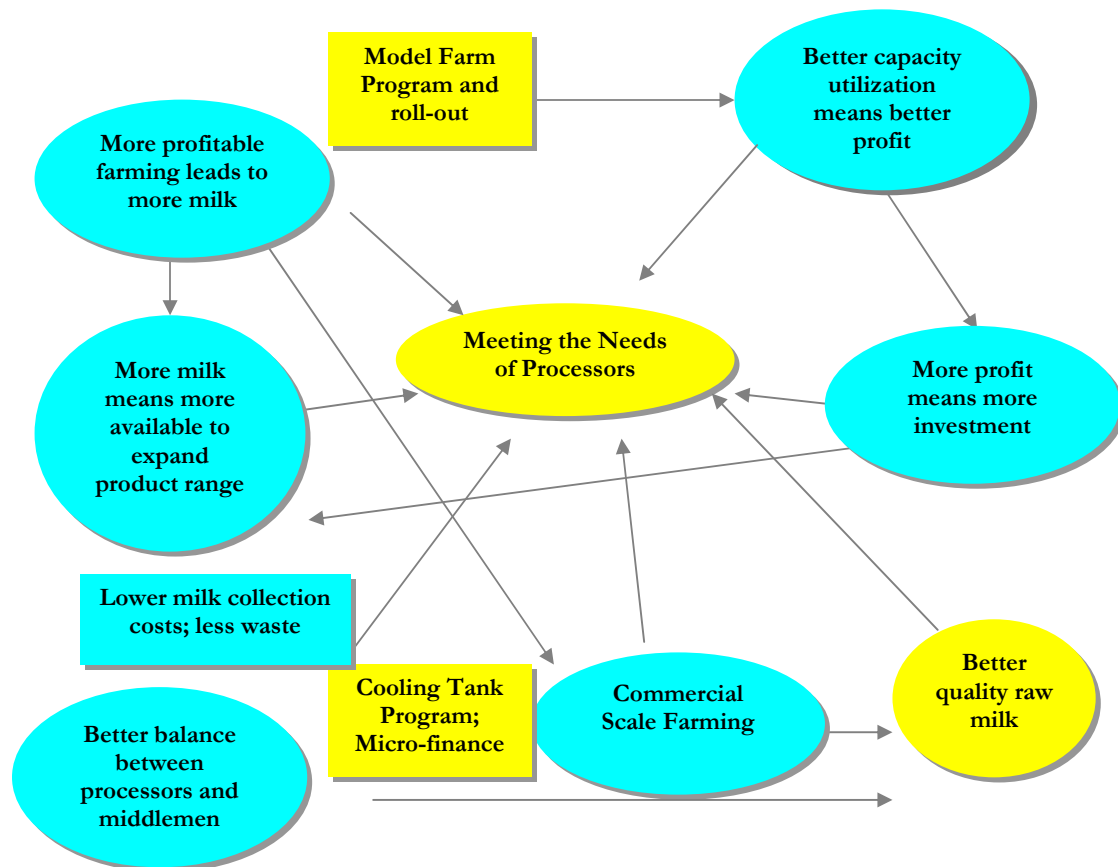 Model Farm
Program and
roll-out
Better capacity
utilization
means better
profit
More profitable
farming leads to
more milk
Meeting the Needs
of Processors
More milk
means more
available to
expand
product range
More profit
means more
investment
Lower milk collection
costs; less waste
Cooling Tank
Program;
Micro-finance
Commercial
Scale Farming
Better
quality raw
milk
Better balance
between
processors and
middlemen